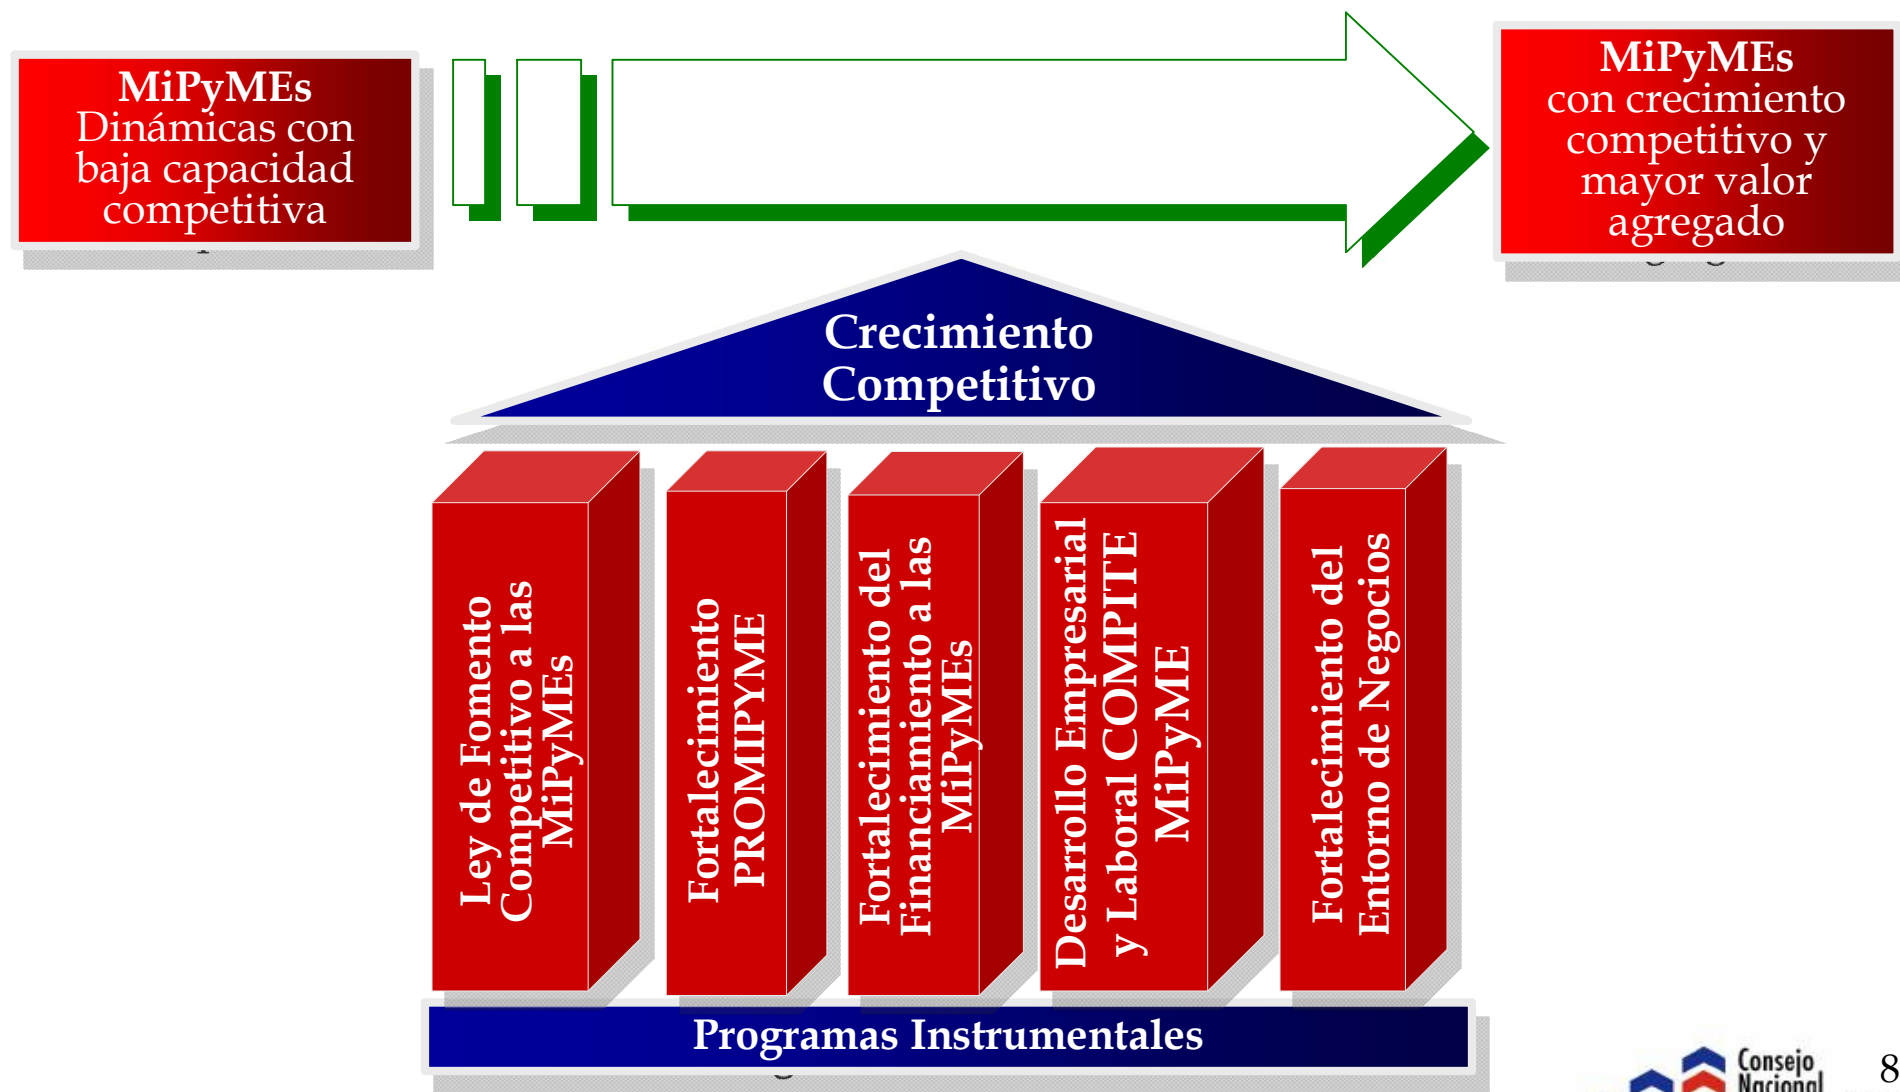 MiPyMEs
Dinámicas con
baja capacidad
competitiva
MiPyMEs
con crecimiento
competitivo y
mayor valor
agregado
Crecimiento
Competitivo
Ley de Fomento
Competitivo a las
MiPyMEs
Fortalecimiento
PROMIPYME
Fortalecimiento del
Financiamiento a las
MiPyMEs
Desarrollo Empresarial
y Laboral COMPITE
MiPyME
Fortalecimiento del
Entorno de Negocios
Programas Instrumentales
Consejo
Nacional
8